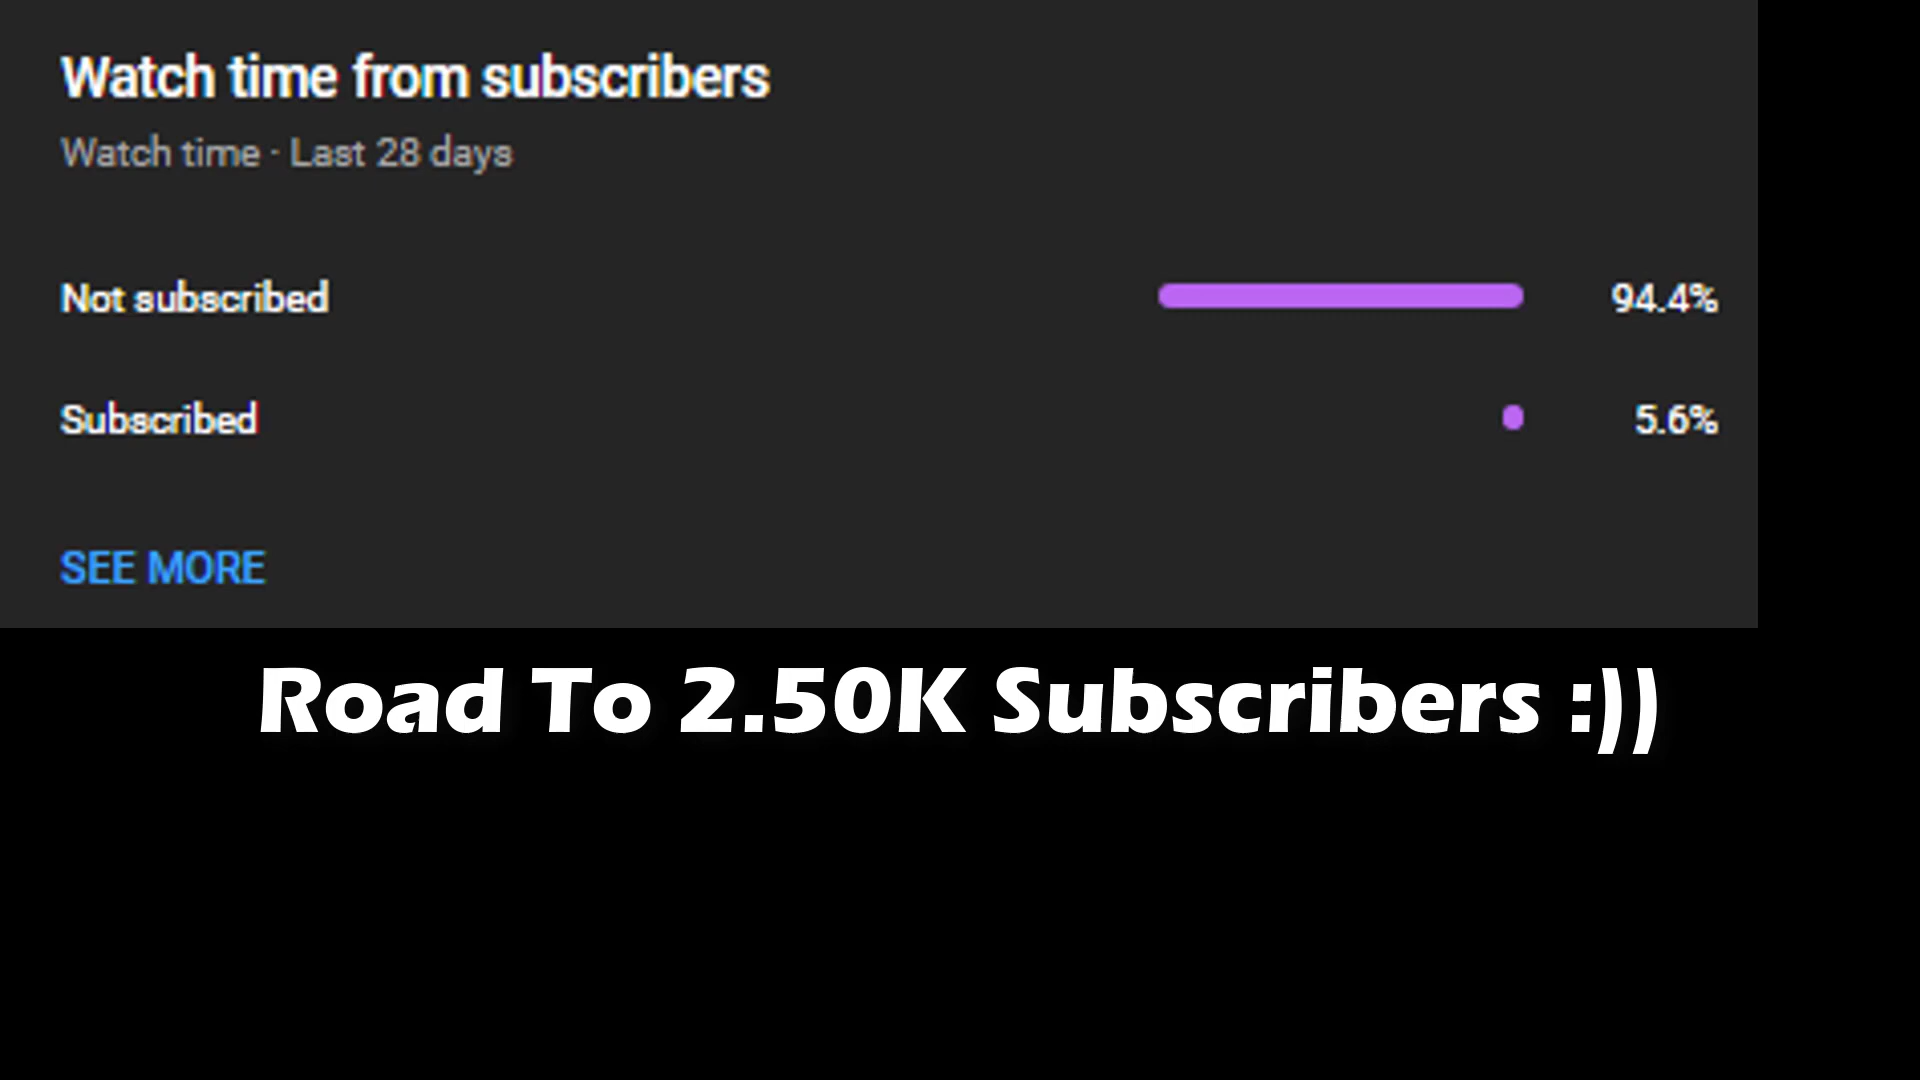 Watch time from subscribers
Watch time · Last 28 days
Not subscribed 94.4%
Subscribed 5.6%
SEE MORE
Road To 2.50K Subscribers :))